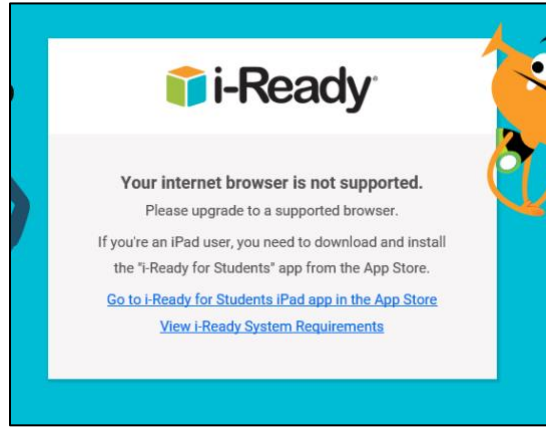 i-Ready
Your internet browser is not supported.
Please upgrade to a supported browser.
If you're an iPad user, you need to download and install
the "i-Ready for Students" app from the App Store.
Go to i-Ready for Students iPad app in the App Store
View i-Ready System Requirements